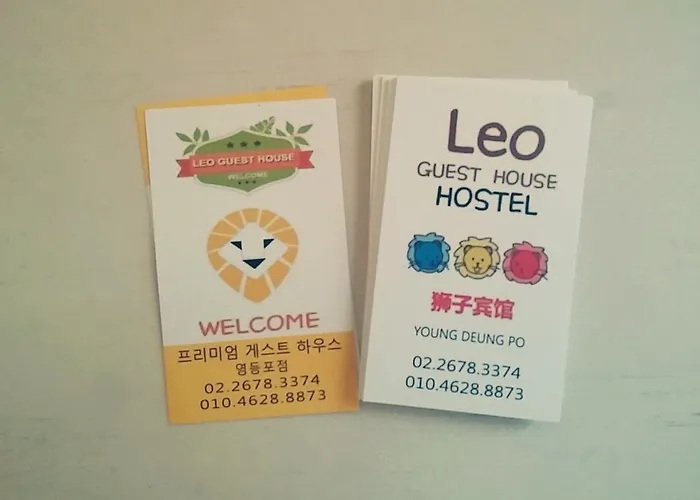 LEO GUEST HOUSE
WELCOME
WELCOME
프리미엄 게스트 하우스
영등포점
02.2678.3374
010.4628.8873
Leo
GUEST HOUSE
HOSTEL
狮子宾馆
YOUNG DEUNG PO
02.2678.3374
010.4628.8873